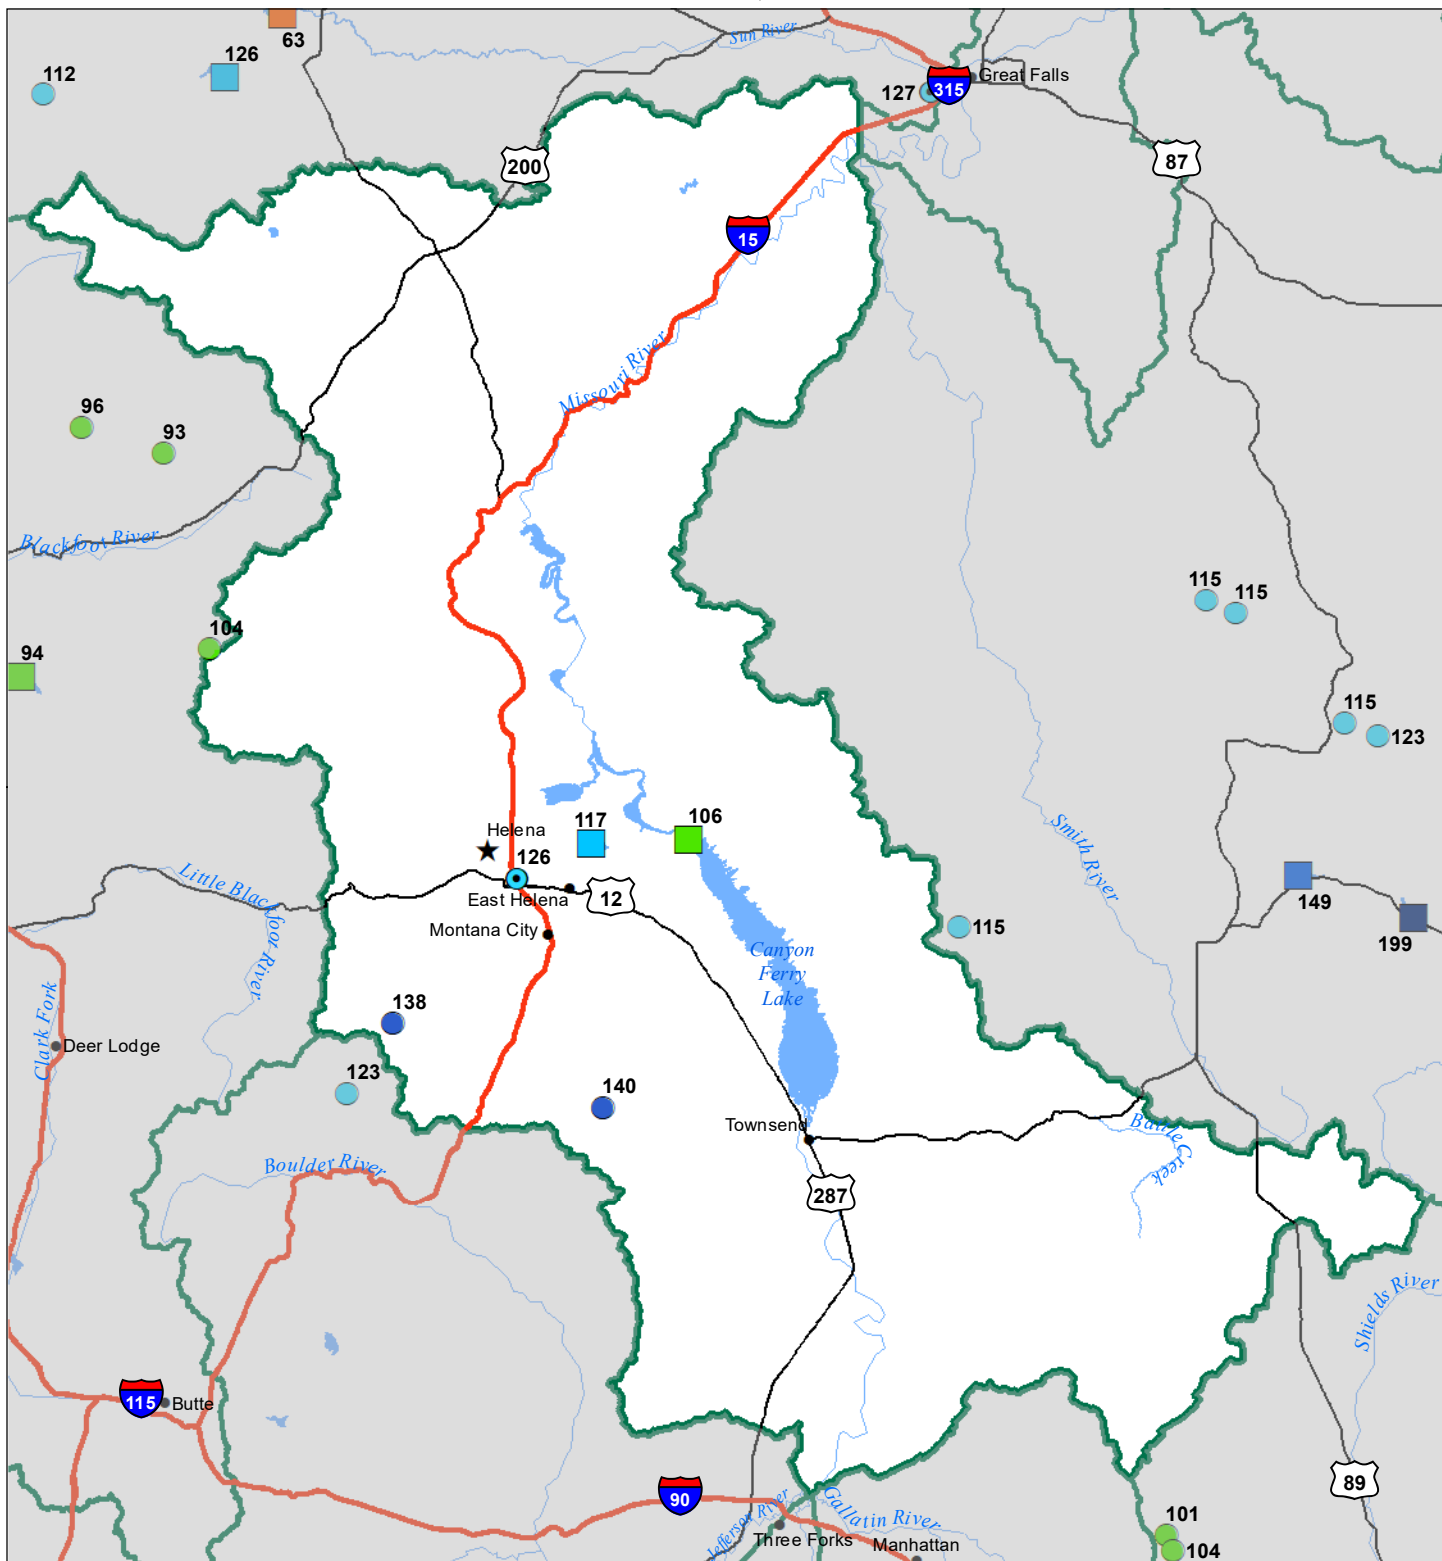 63
Sun River
126
112
Great Falls
127
315
200
87
15
Missouri River
96
93
Blackfoot River
115
115
104
94
115
123
117
106
Helena
Smith River
126
Little Blackfoot River
East Helena
12
149
Montana City
115
199
Canyon
Ferry
Lake
Clark Fork
138
Deer Lodge
123
140
Townsend
Battle Creek
Boulder River
287
Shields River
115
Butte
89
90
Jefferson River
Gallatin River
101
Three Forks
Manhattan
104